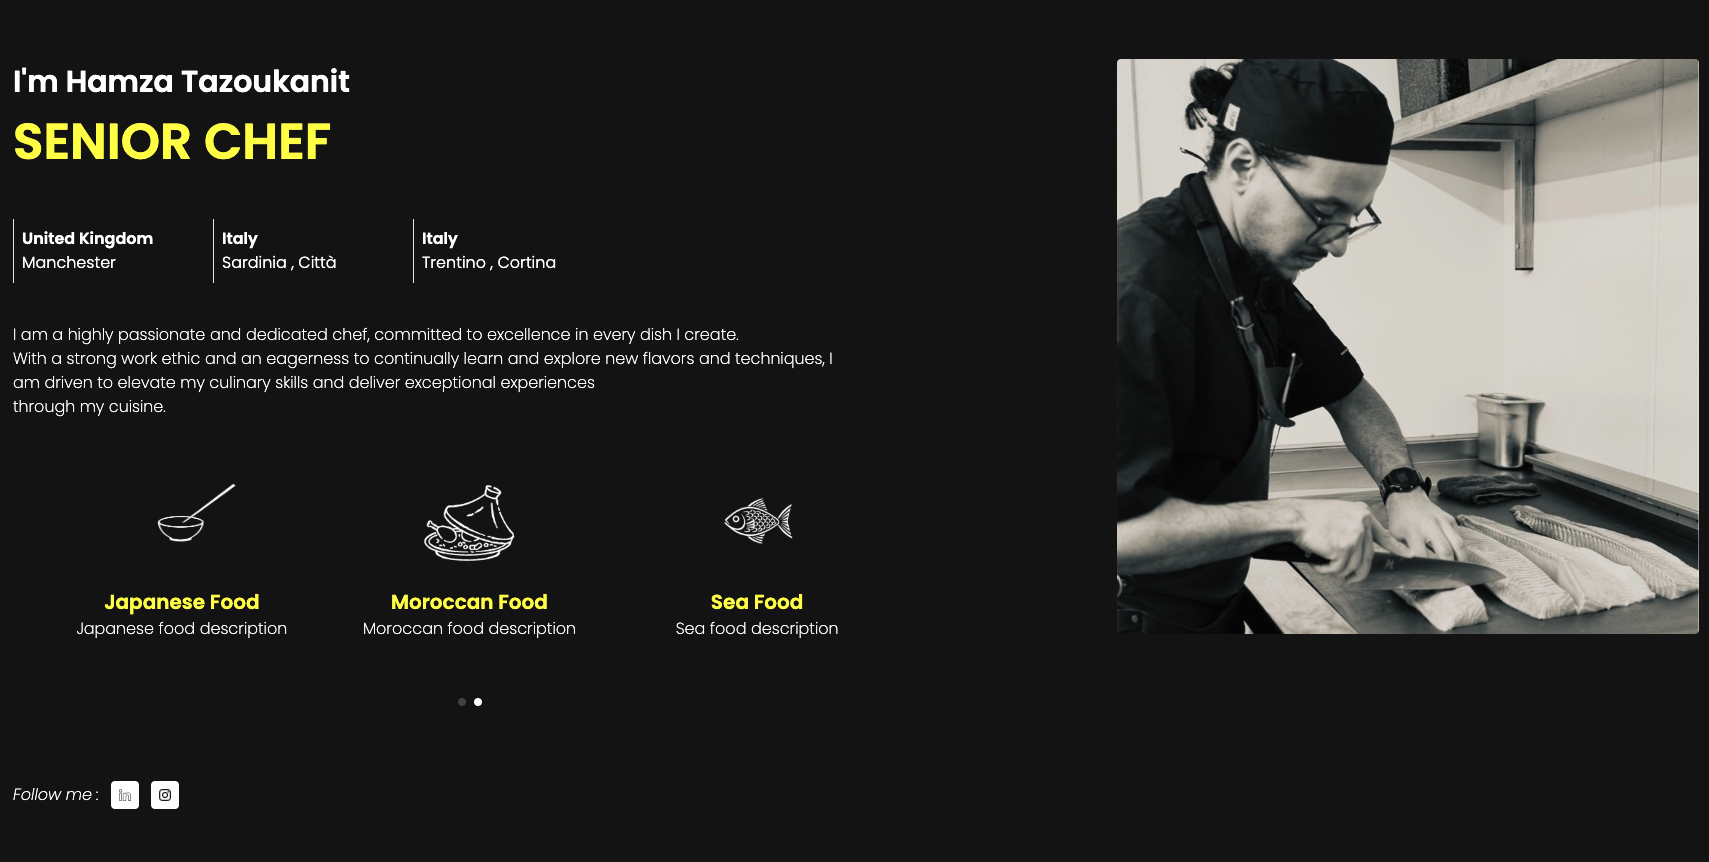 I'm Hamza Tazoukanit
SENIOR CHEF
United Kingdom
Manchester
Italy
Sardinia , Città
Italy
Trentino , Cortina
I am a highly passionate and dedicated chef, committed to excellence in every dish I create.
With a strong work ethic and an eagerness to continually learn and explore new flavors and techniques, I
am driven to elevate my culinary skills and deliver exceptional experiences
through my cuisine.
Japanese Food
Japanese food description
Moroccan Food
Moroccan food description
Sea Food
Sea food description
Follow me : in